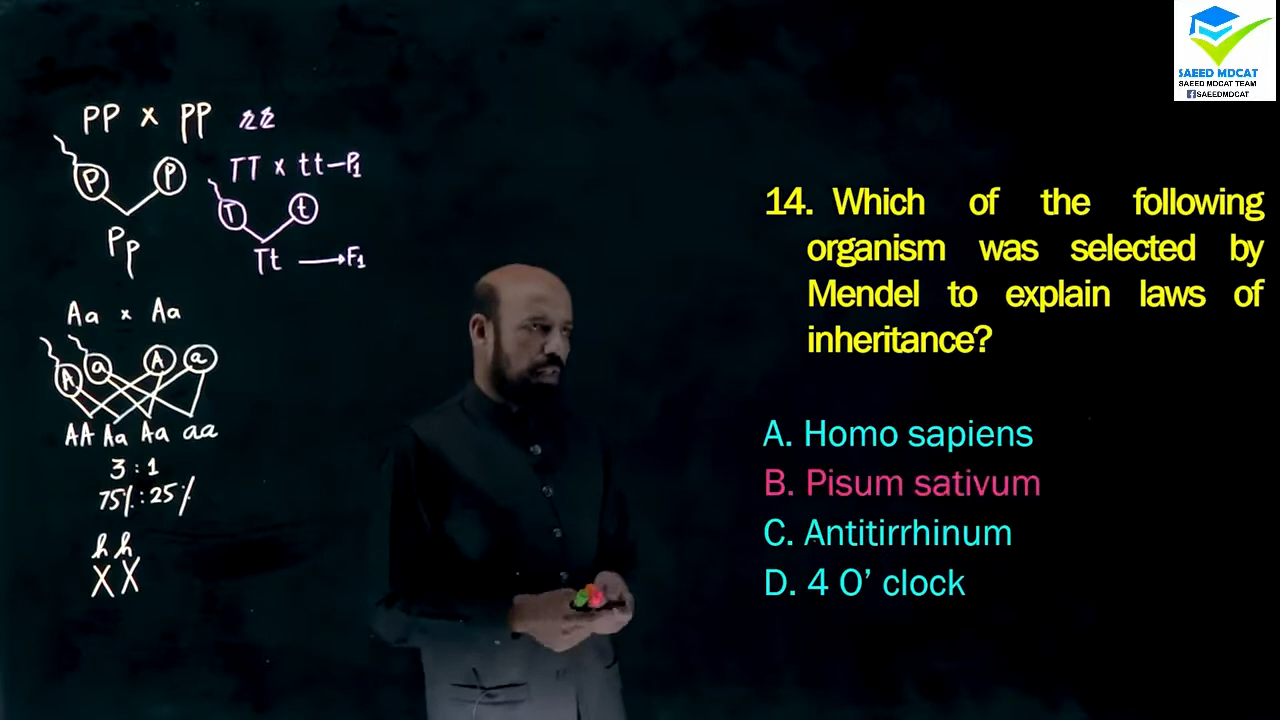 SAEED MDCAT
SAEED MDCAT TEAM
SAEEDMDCAT
PP x pp
TT x tt-P1
P p
T t
Pp
Tt → F1
Aa x Aa
A a A a
AA Aa Aa aa
3 : 1
75% : 25%
h h
X X
14. Which of the following
organism was selected by
Mendel to explain laws of
inheritance?
A. Homo sapiens
B. Pisum sativum
C. Antitirrhinum
D. 4 O’ clock